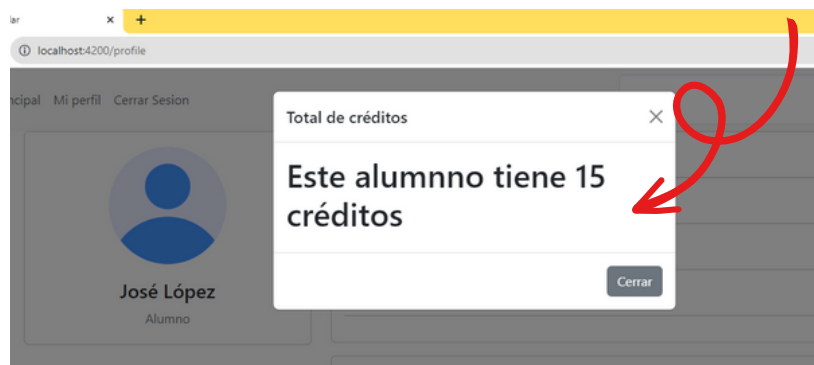 lar × +
localhost:4200/profile
ncipal Mi perfil Cerrar Sesion
Total de créditos ×
Este alumnno tiene 15
créditos
Cerrar
José López
Alumno